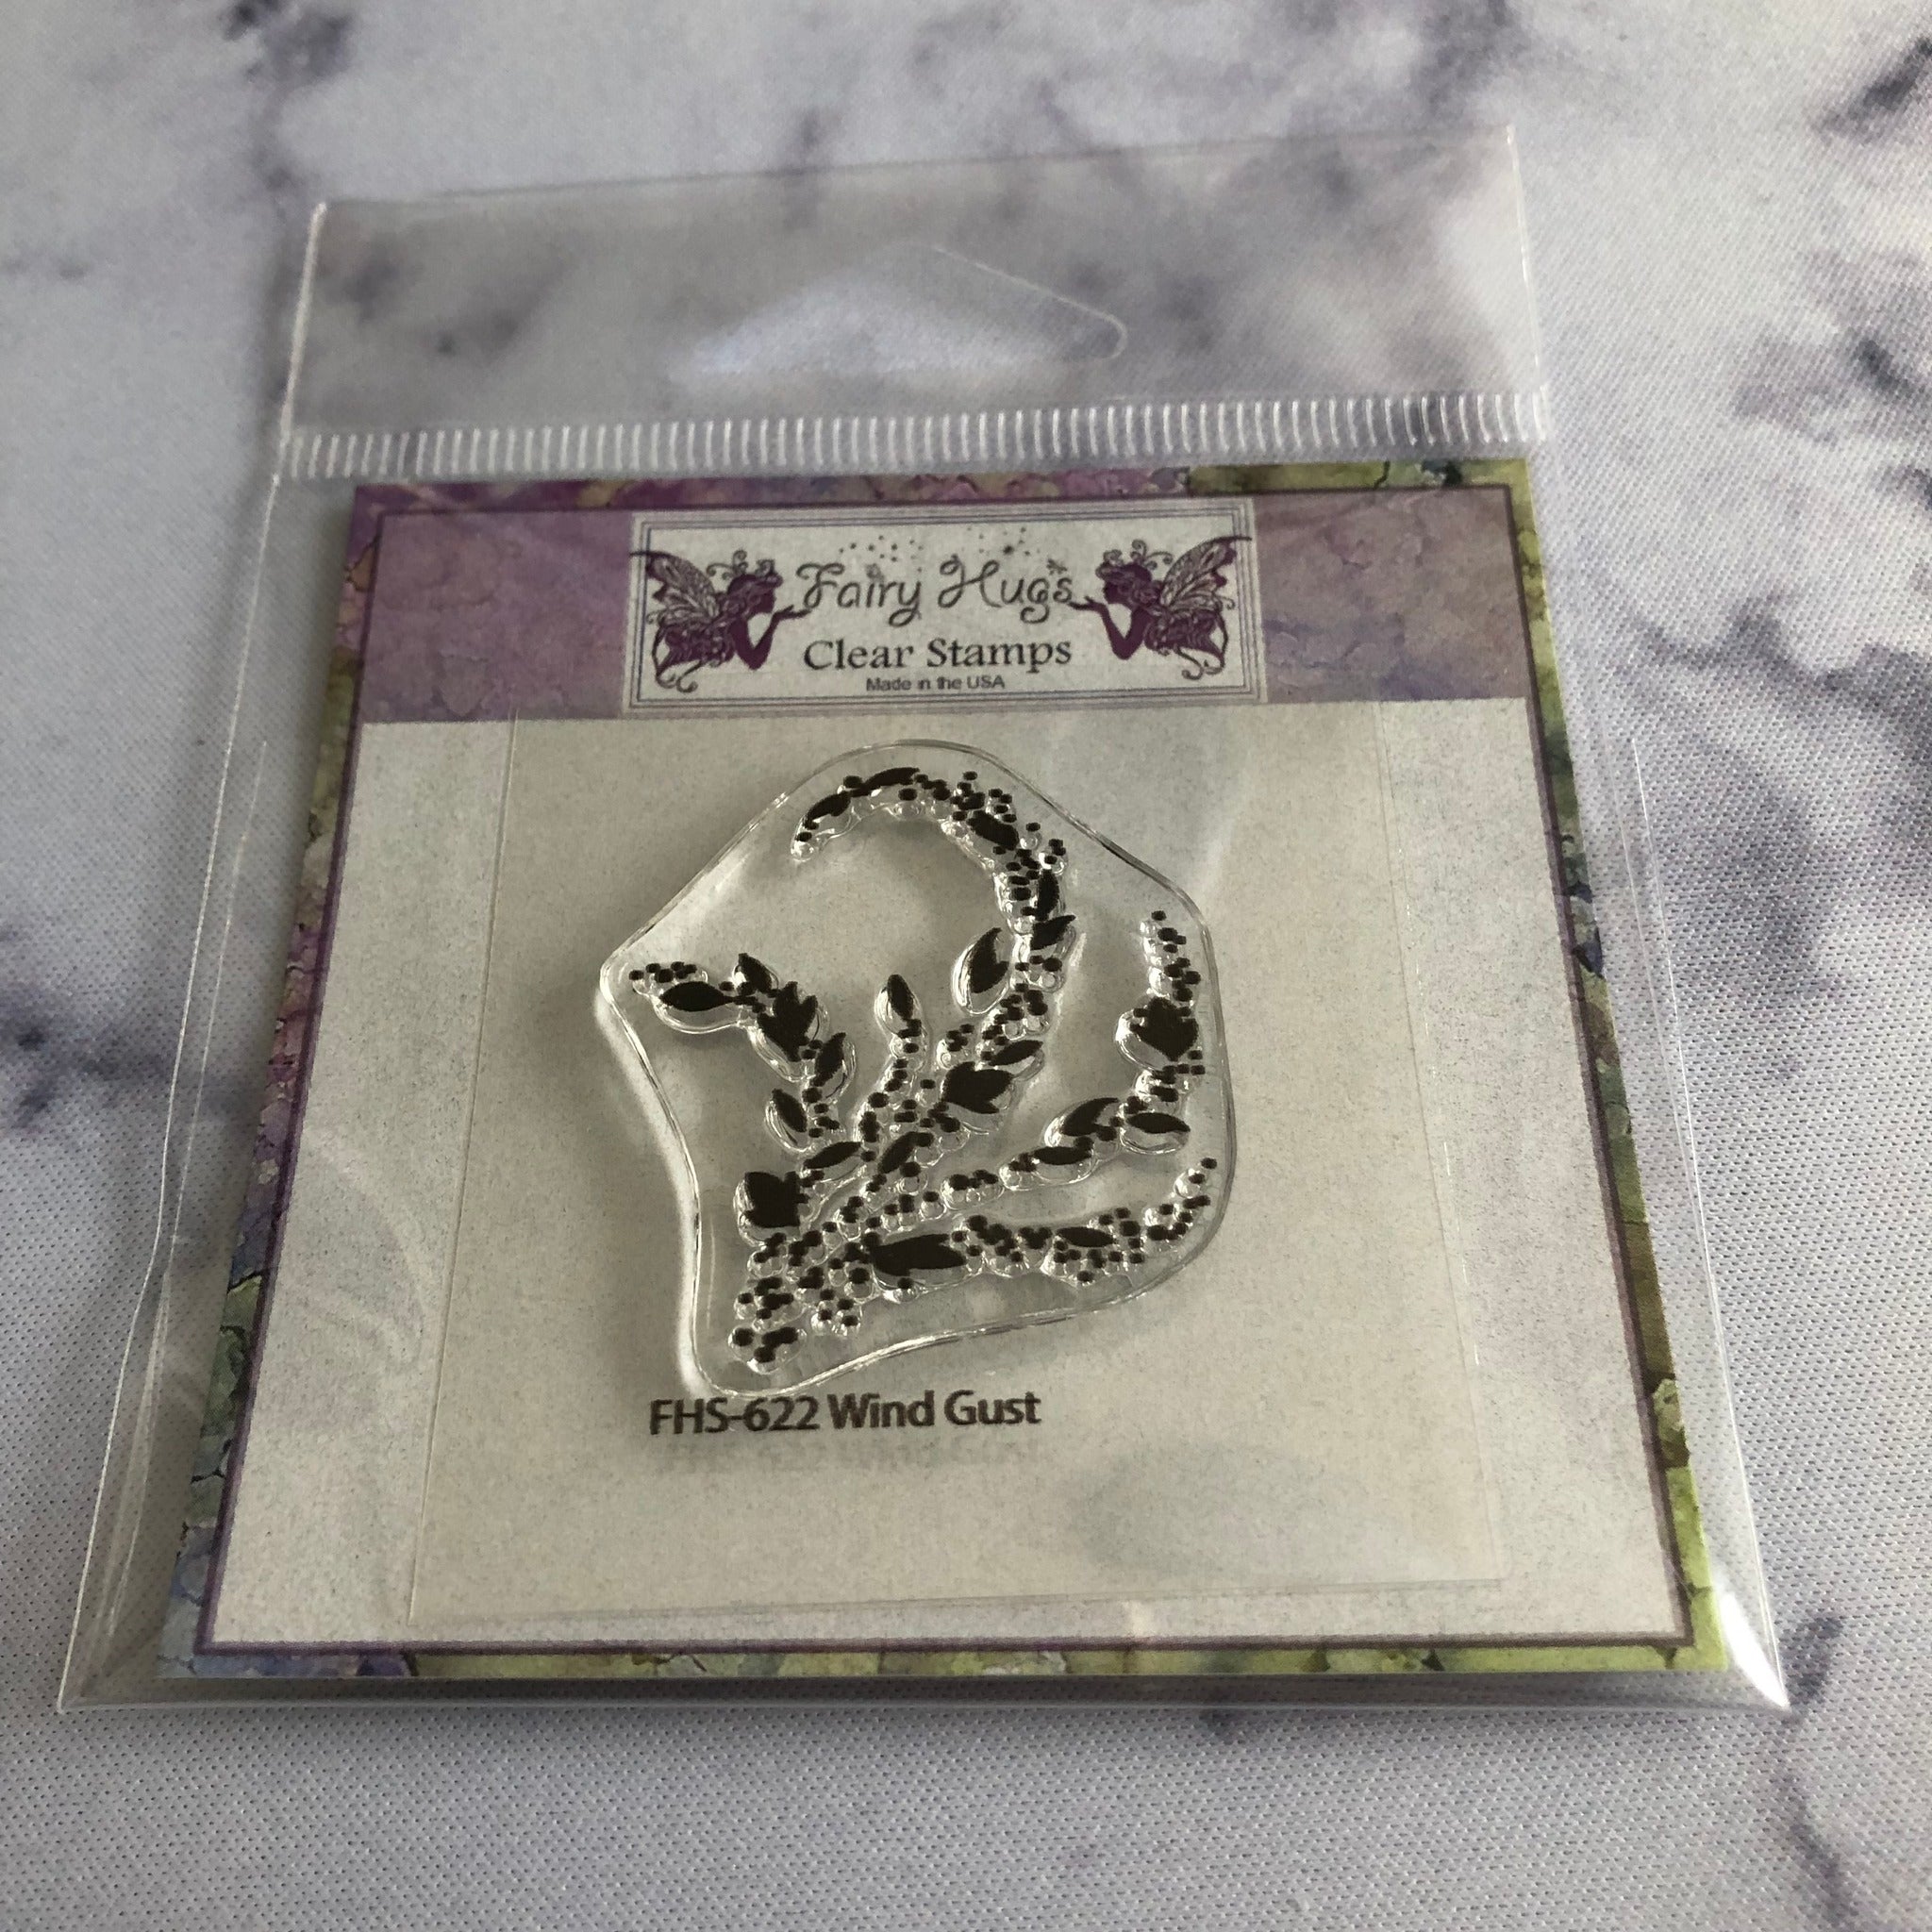 Fairy Hugs
Clear Stamps
Made in the USA
FHS-622 Wind Gust